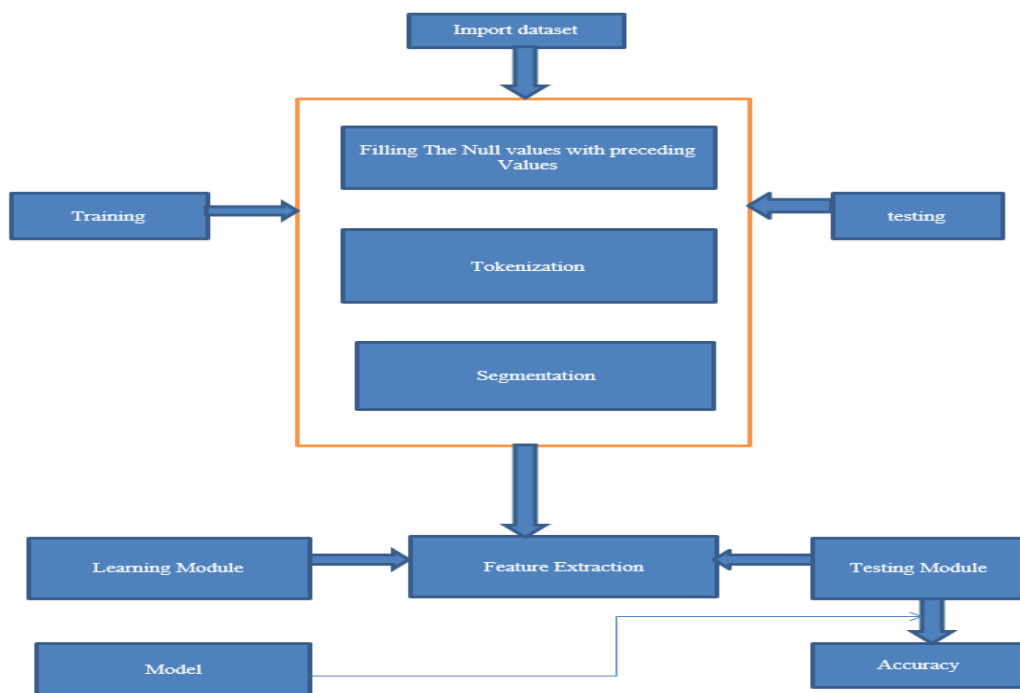 Import dataset
Filling The Null values with preceding
Values
Training
testing
Tokenization
Segmentation
Learning Module
Feature Extraction
Testing Module
Model
Accuracy